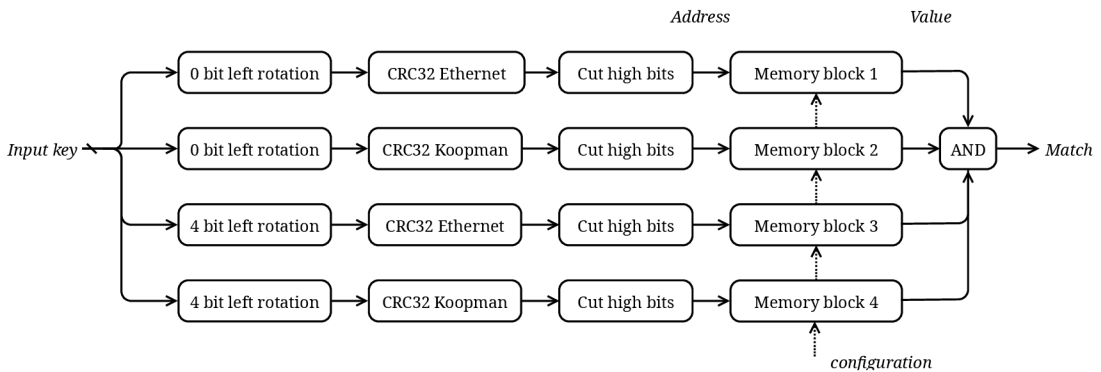 Address
Value
0 bit left rotation
CRC32 Ethernet
Cut high bits
Memory block 1
Input key
0 bit left rotation
CRC32 Koopman
Cut high bits
Memory block 2
AND
Match
4 bit left rotation
CRC32 Ethernet
Cut high bits
Memory block 3
4 bit left rotation
CRC32 Koopman
Cut high bits
Memory block 4
configuration